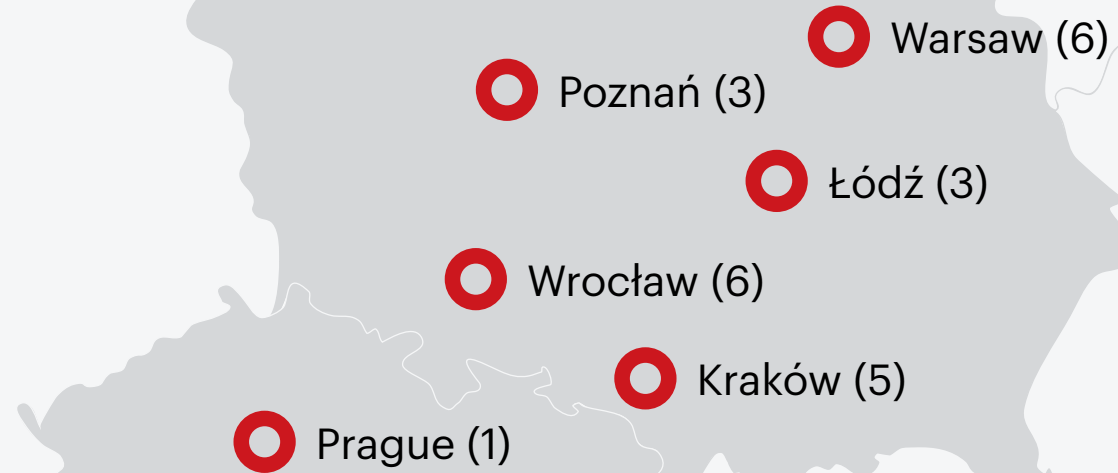 Warsaw (6)
Poznań (3)
Łódź (3)
Wrocław (6)
Kraków (5)
Prague (1)